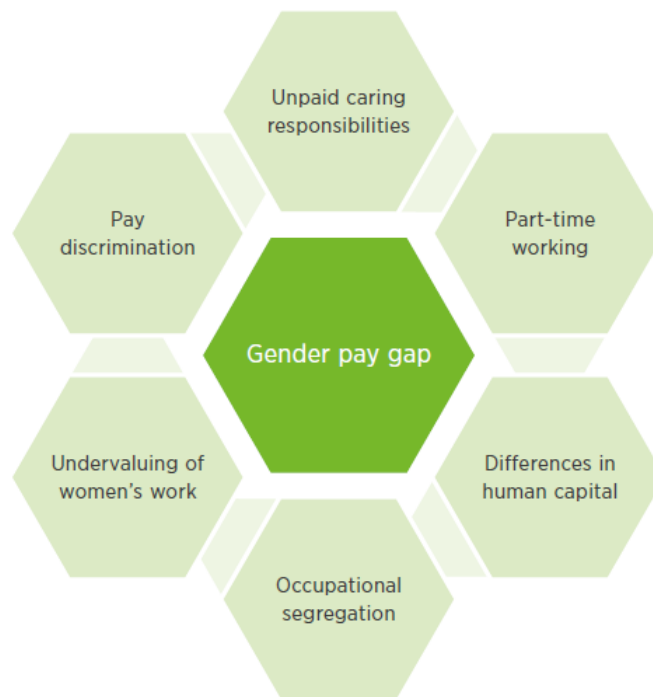 Unpaid caring
responsibilities
Part-time
working
Differences in
human capital
Occupational
segregation
Undervaluing of
women’s work
Pay
discrimination
Gender pay gap